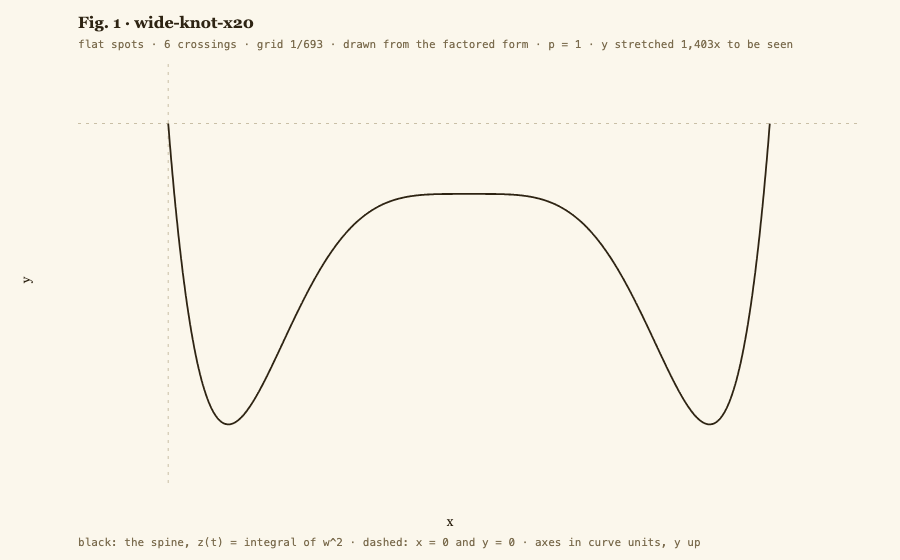 Fig. 1 · wide-knot-x20
flat spots · 6 crossings · grid 1/693 · drawn from the factored form · p = 1 · y stretched 1,403x to be seen
y
x
black: the spine, z(t) = integral of w^2 · dashed: x = 0 and y = 0 · axes in curve units, y up